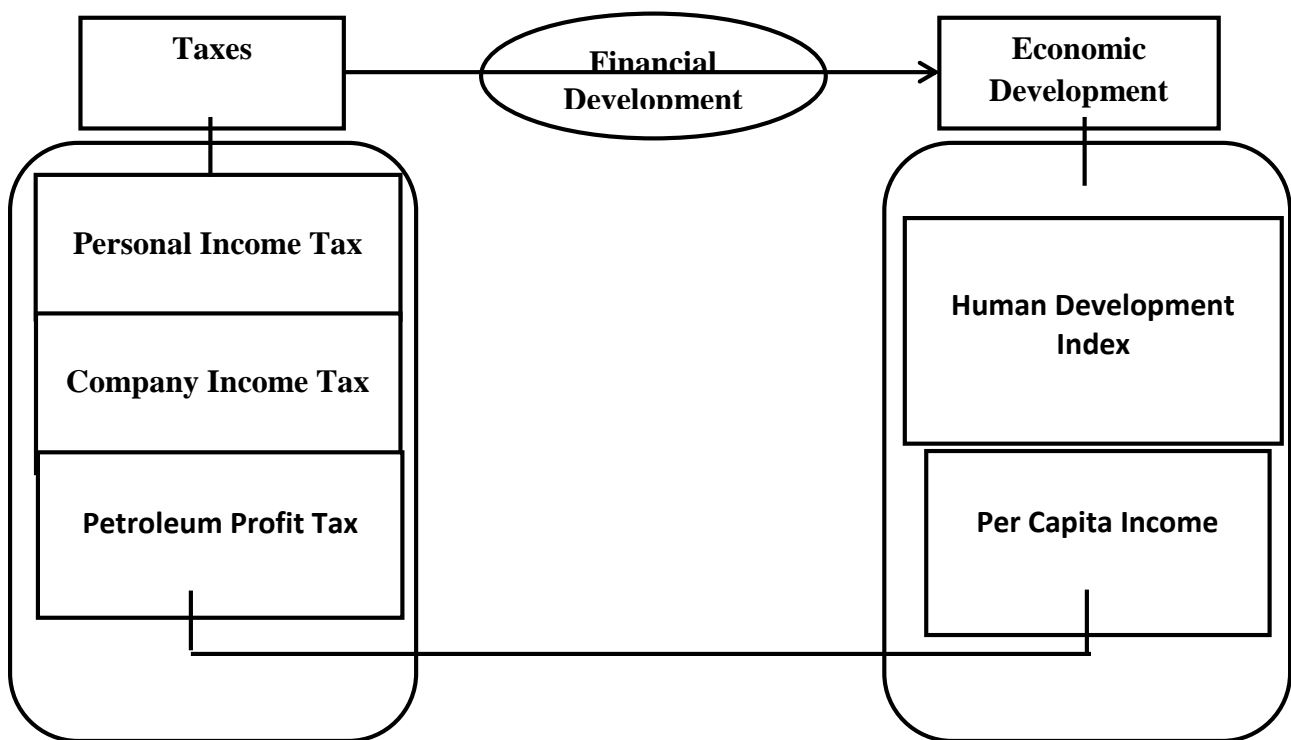 Taxes
Financial
Development
Economic
Development
Personal Income Tax
Company Income Tax
Petroleum Profit Tax
Human Development
Index
Per Capita Income